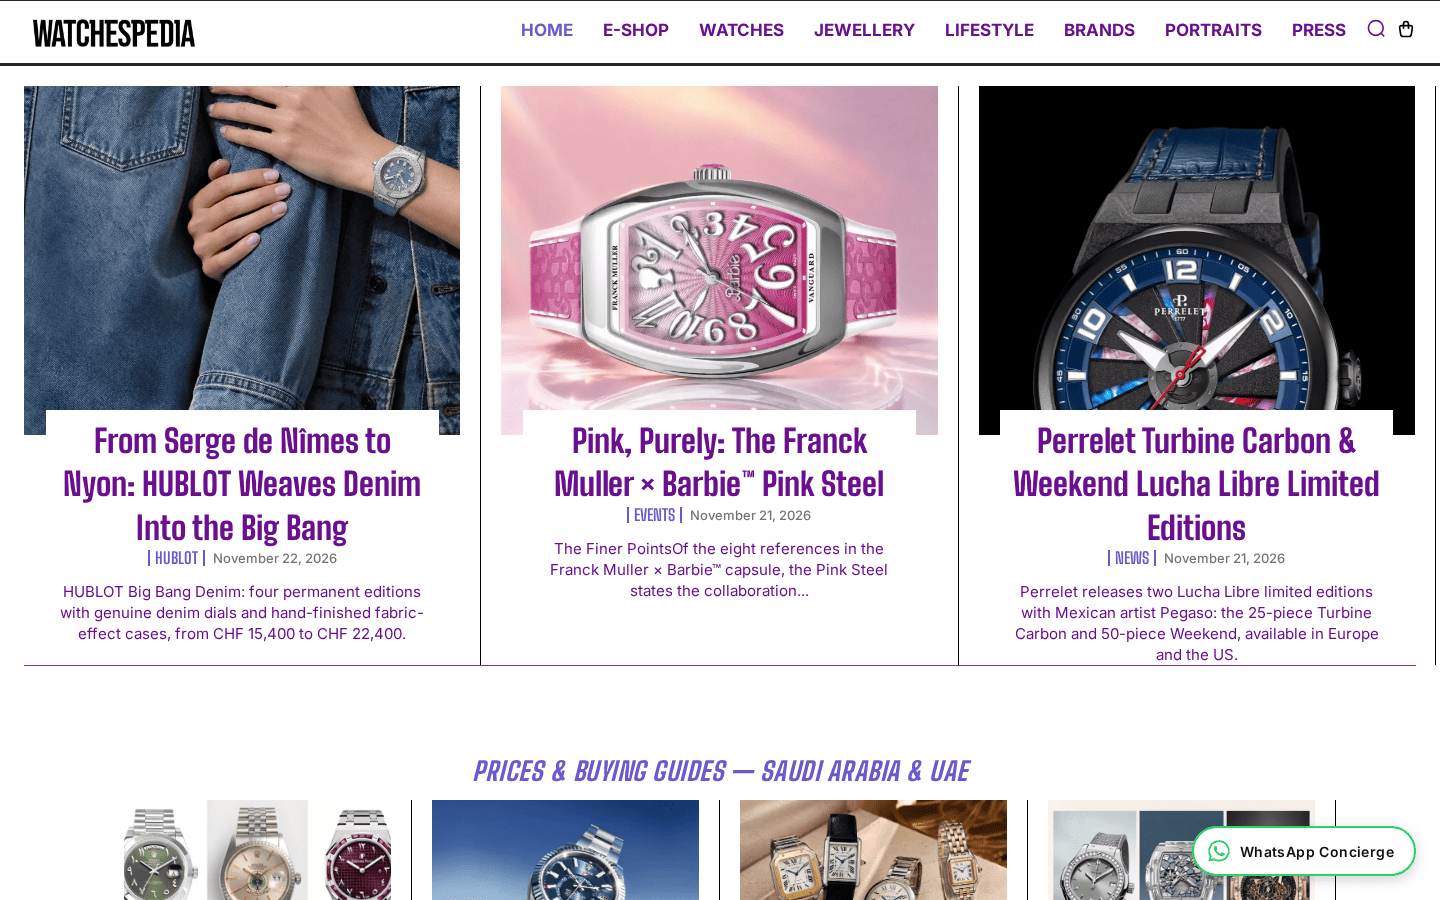 WATCHESPEDIA
HOME E-SHOP WATCHES JEWELLERY LIFESTYLE BRANDS PORTRAITS PRESS
FRANCK MULLER
Barbie
VANGUARD
PERRELET
1777
From Serge de Nîmes to
Nyon: HUBLOT Weaves Denim
Into the Big Bang
HUBLOT November 22, 2026
HUBLOT Big Bang Denim: four permanent editions
with genuine denim dials and hand-finished fabric-
effect cases, from CHF 15,400 to CHF 22,400.
Pink, Purely: The Franck
Muller × Barbie™ Pink Steel
EVENTS November 21, 2026
The Finer PointsOf the eight references in the
Franck Muller × Barbie™ capsule, the Pink Steel
states the collaboration...
Perrelet Turbine Carbon &
Weekend Lucha Libre Limited
Editions
NEWS November 21, 2026
Perrelet releases two Lucha Libre limited editions
with Mexican artist Pegaso: the 25-piece Turbine
Carbon and 50-piece Weekend, available in Europe
and the US.
PRICES & BUYING GUIDES — SAUDI ARABIA & UAE
WhatsApp Concierge